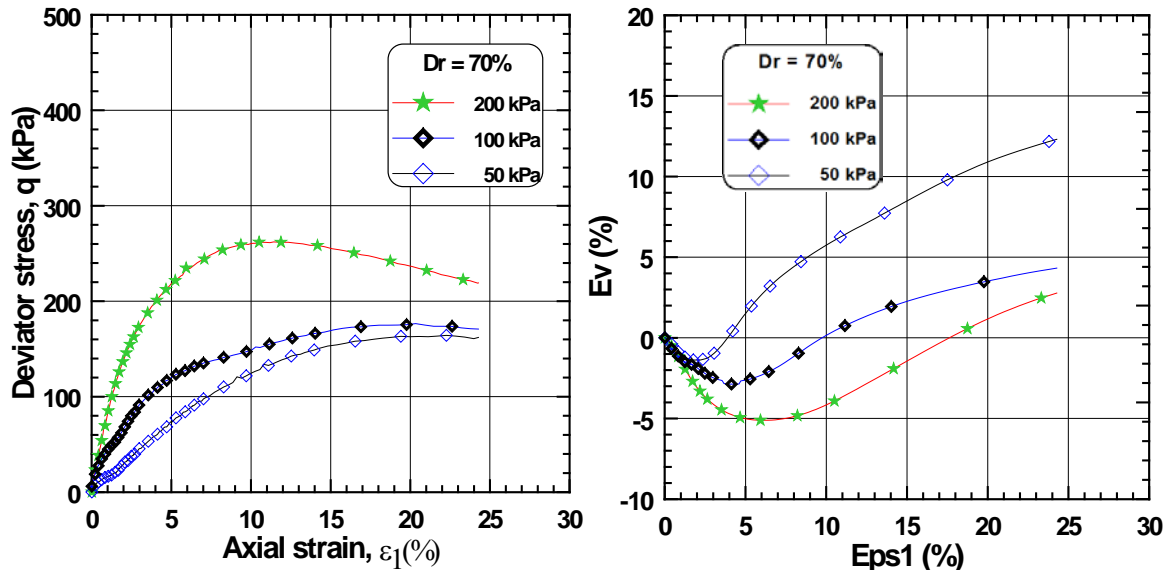 500
400
300
200
100
0
Deviator stress, q (kPa)
Dr = 70%
200 kPa
100 kPa
50 kPa
0 5 10 15 20 25 30
Axial strain, ε1(%)
20
15
10
5
0
-5
-10
Ev (%)
Dr = 70%
200 kPa
100 kPa
50 kPa
0 5 10 15 20 25 30
Eps1 (%)